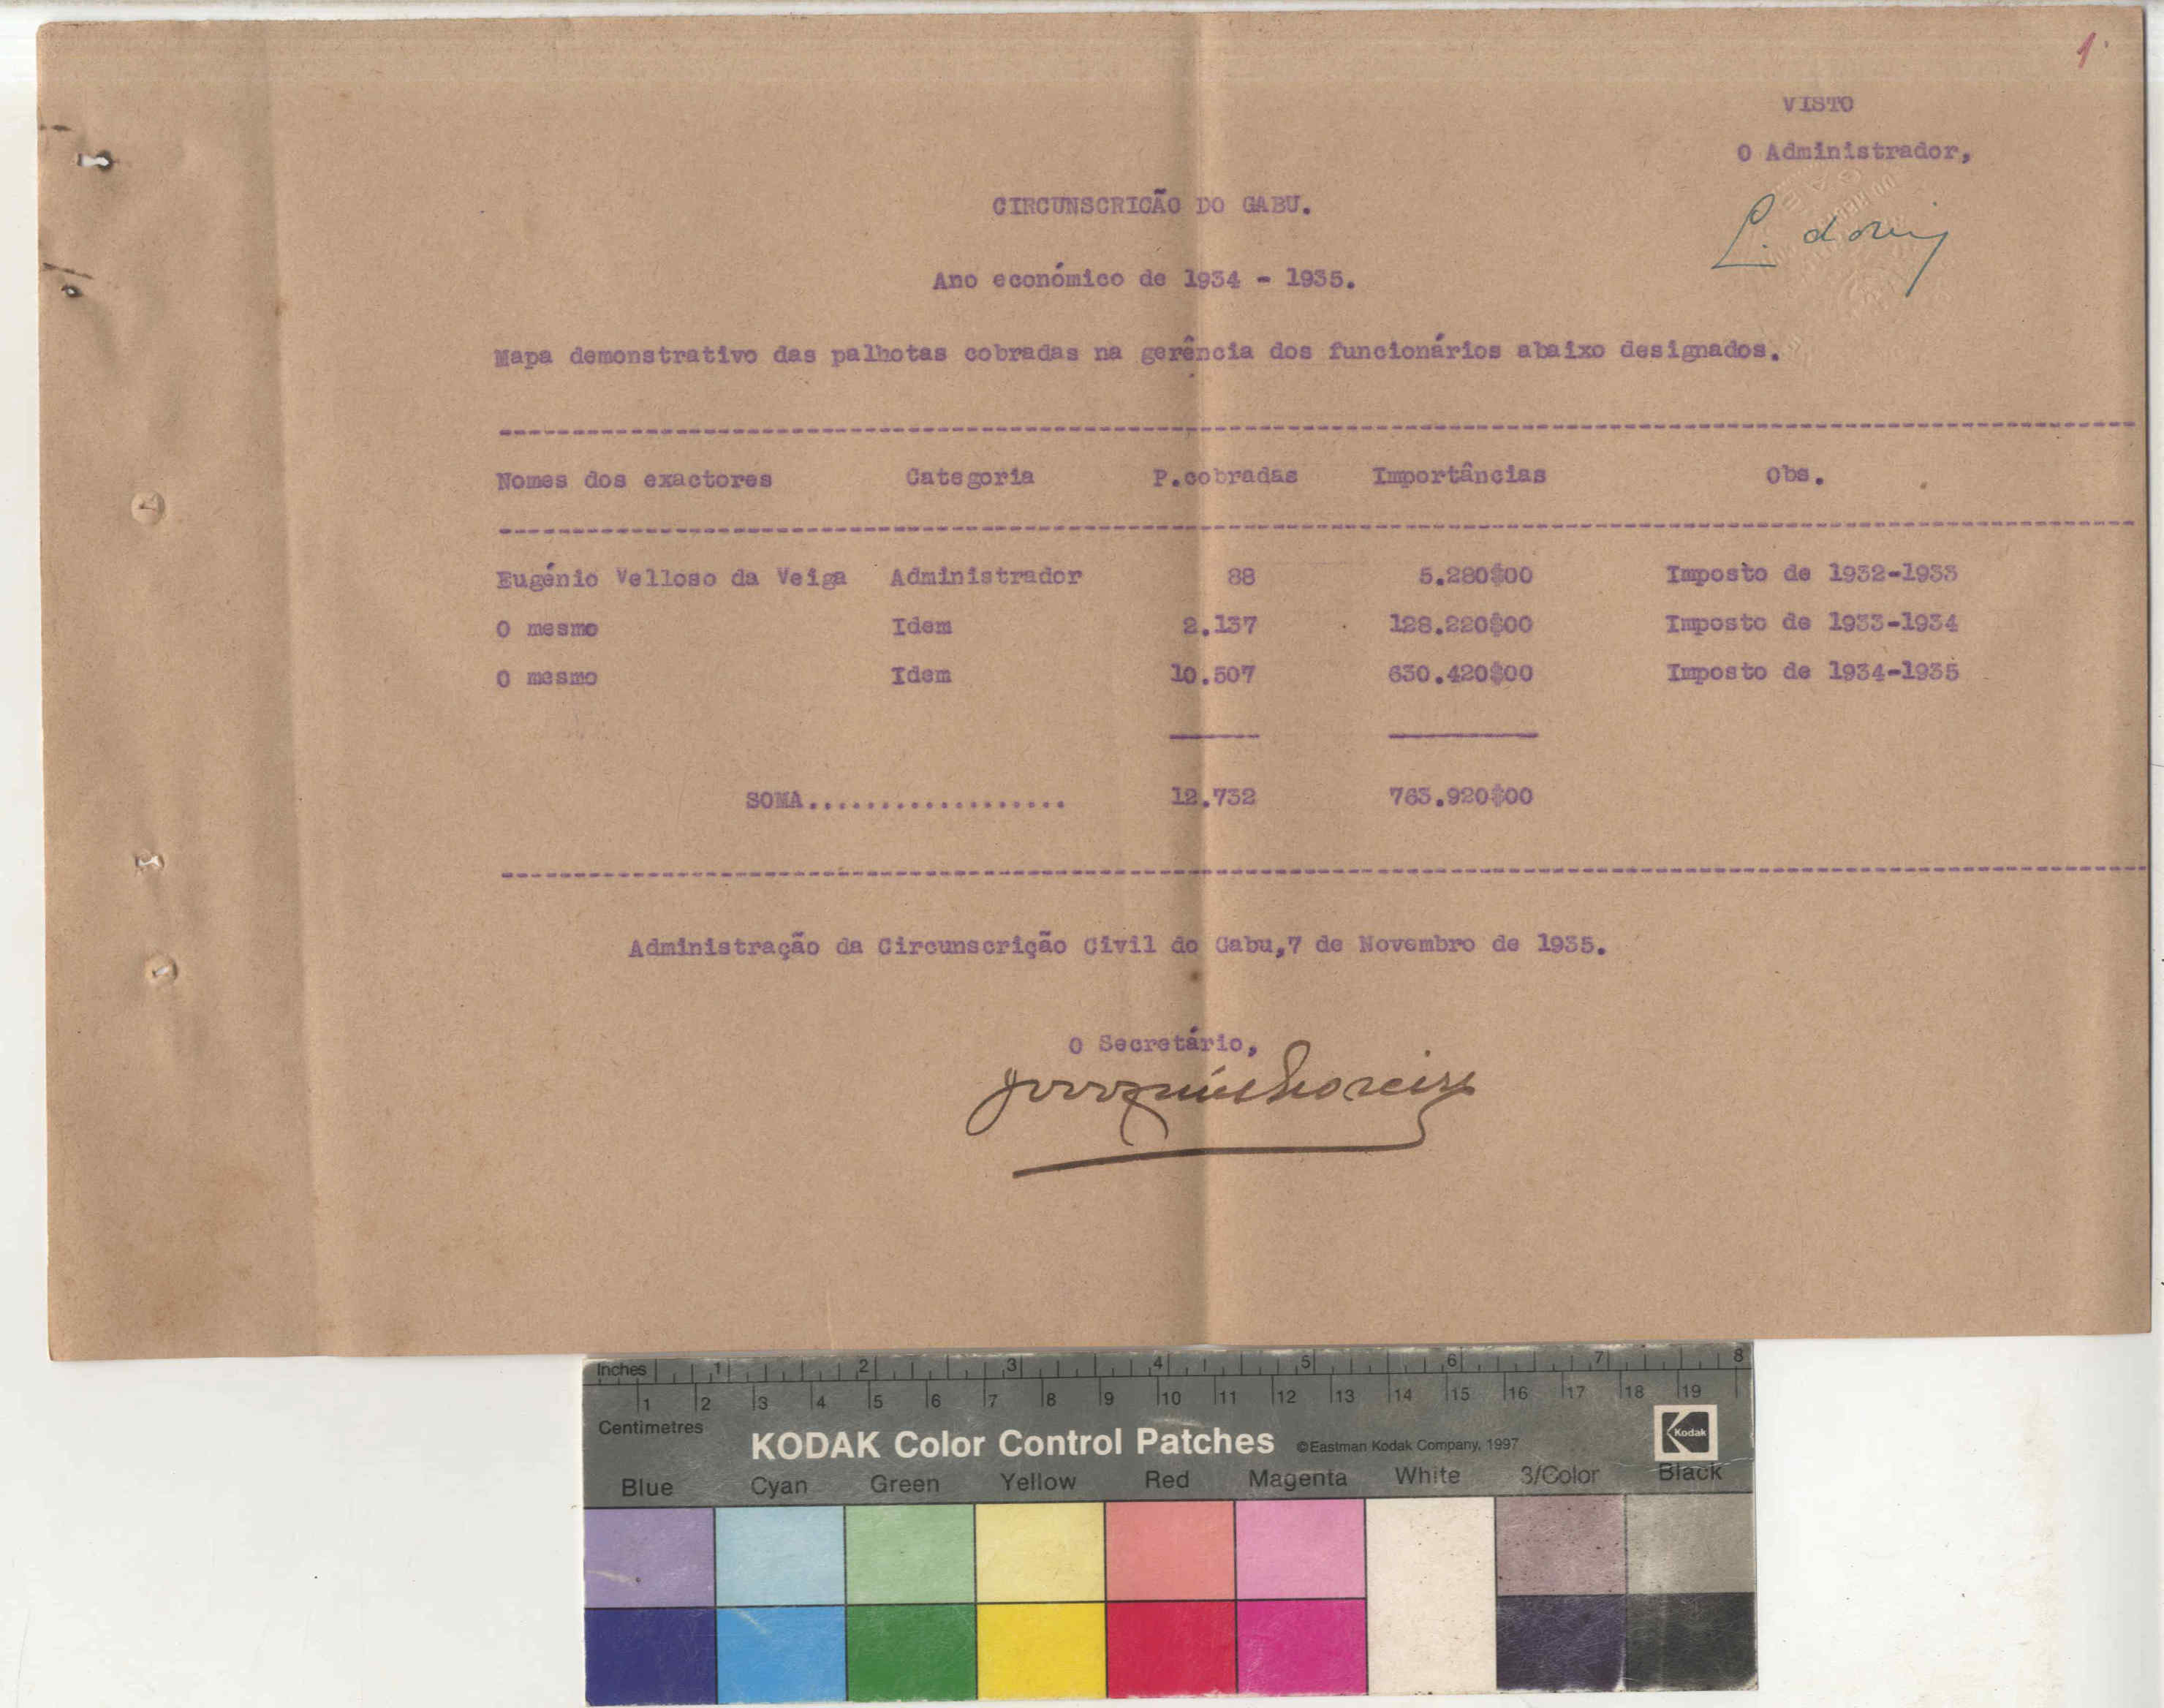 1.
VISTO
O Administrador,
CIRCUNSCRICÃO DO GABU.
Ano económico de 1934 - 1935.
Mapa demonstrativo das palhotas cobradas na gerência dos funcionários abaixo designados.
Nomes dos exactores Categoria P.cobradas Importâncias Obs.
Eugénio Velloso da Veiga Administrador 88 5.280$00 Imposto de 1932-1933
O mesmo Idem 2.137 128.220$00 Imposto de 1933-1934
O mesmo Idem 10.507 630.420$00 Imposto de 1934-1935
SOMA.................. 12.732 763.920$00
Administração da Circunscrição Civil do Gabu,7 de Novembro de 1935.
O Secretário,
Inches 1 2 3 4 5 6 7 8
1 2 3 4 5 6 7 8 9 10 11 12 13 14 15 16 17 18 19
Centimetres
KODAK Color Control Patches ©Eastman Kodak Company, 1997 Kodak
Blue Cyan Green Yellow Red Magenta White 3/Color Black